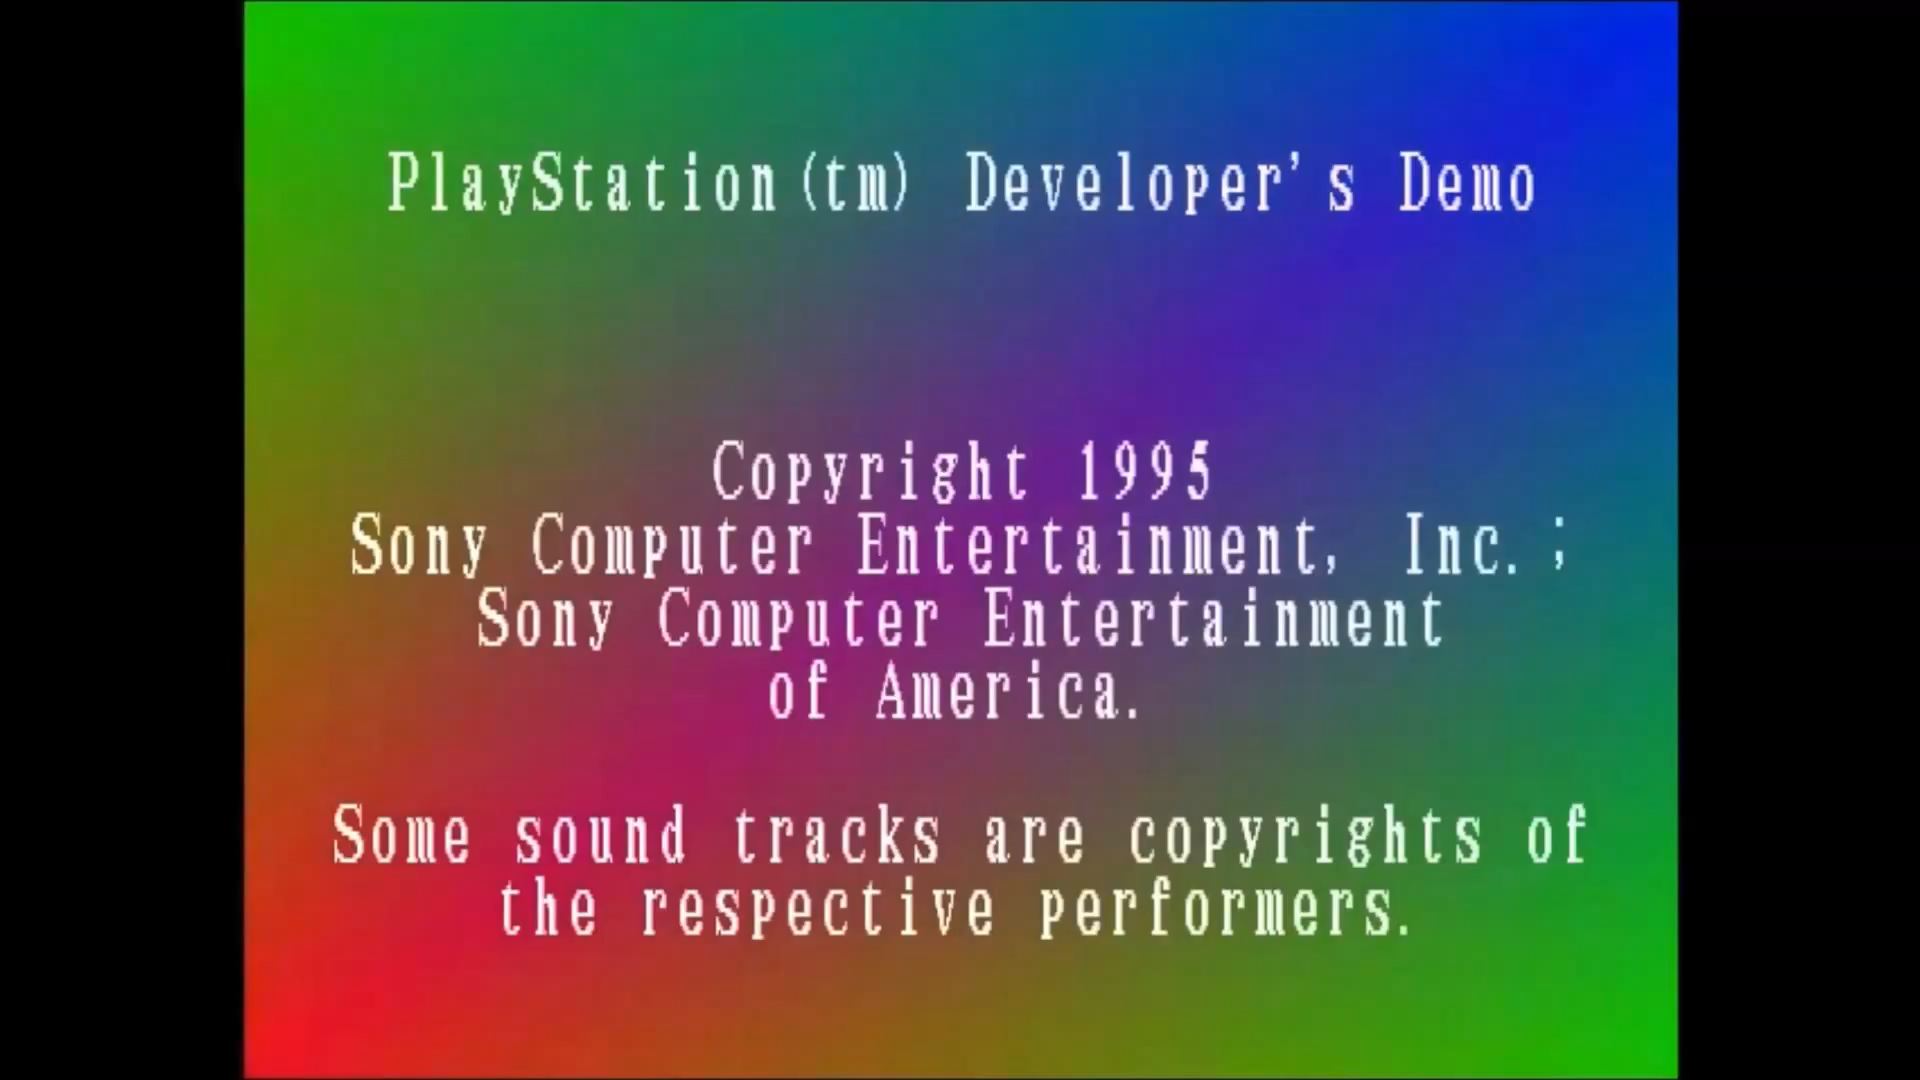 PlayStation(tm) Developer's Demo
Copyright 1995
Sony Computer Entertainment, Inc.;
Sony Computer Entertainment
of America.
Some sound tracks are copyrights of
the respective performers.